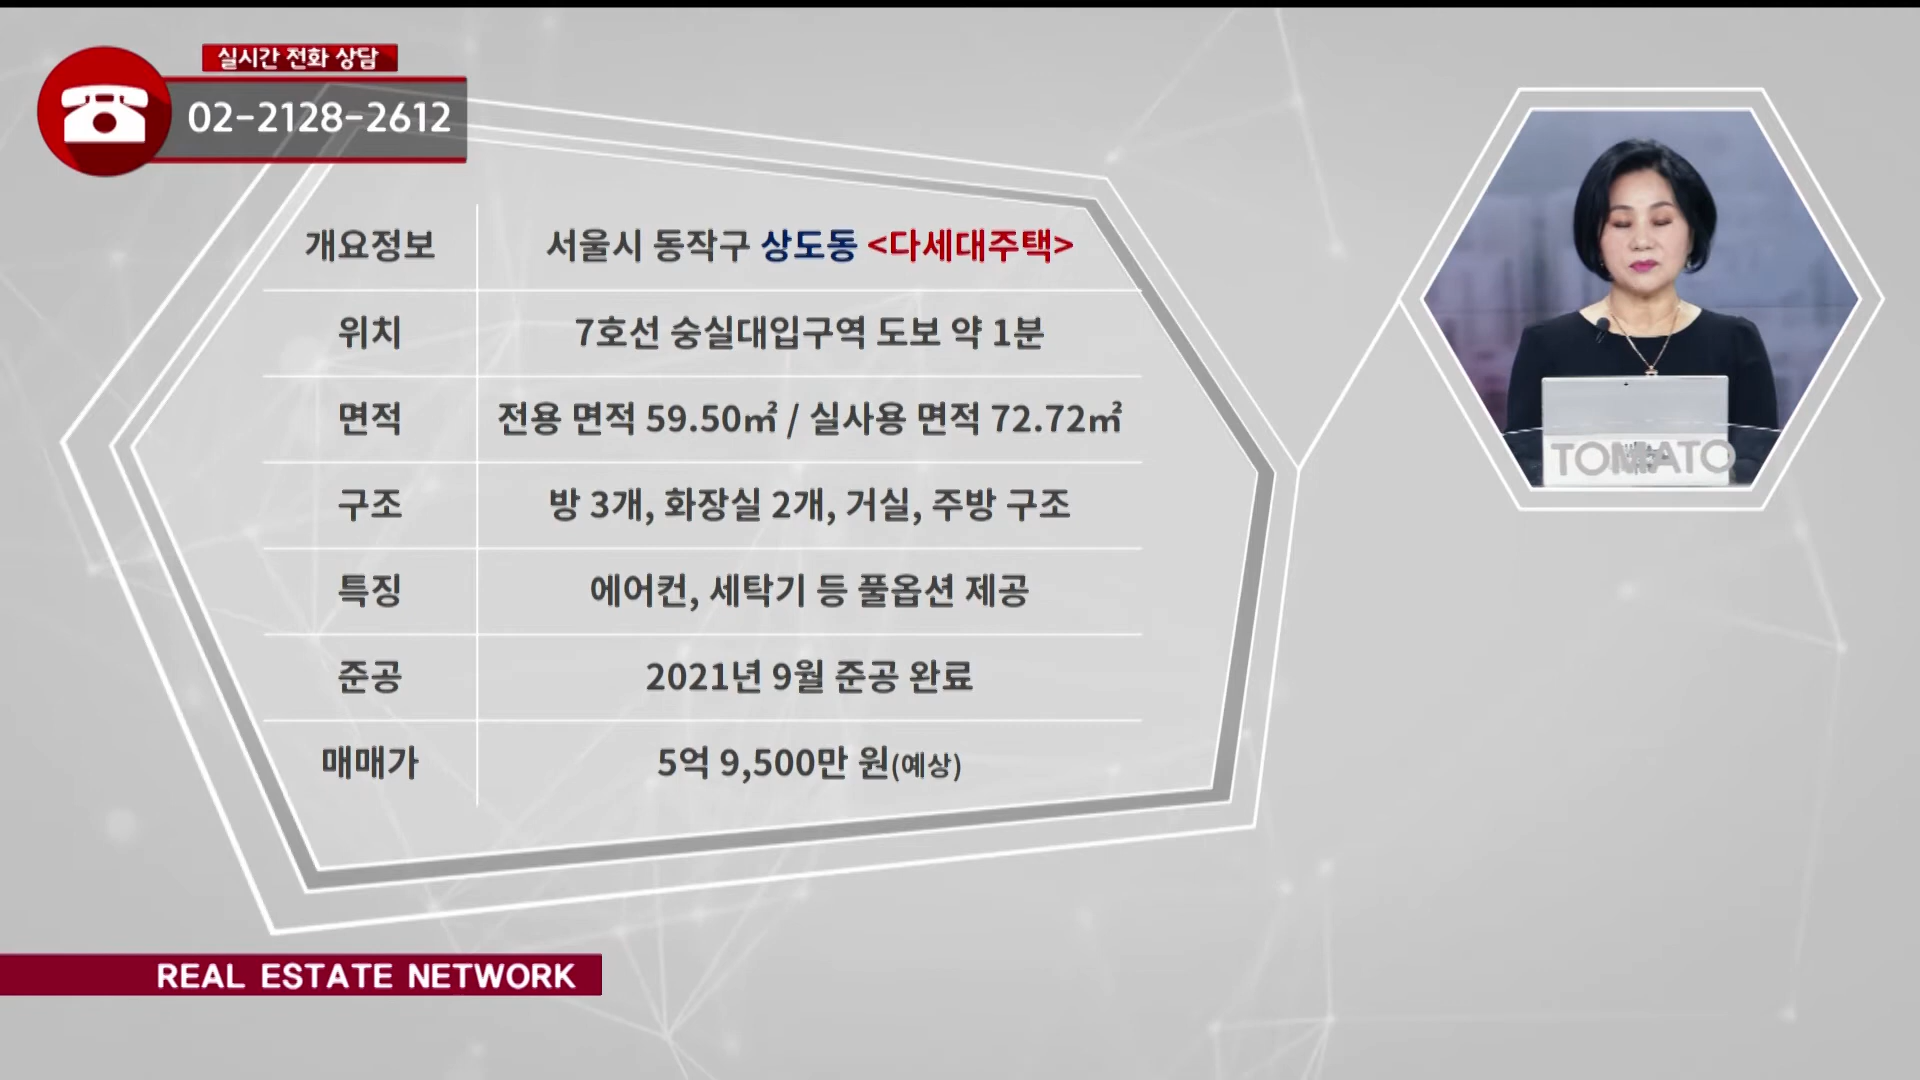 실시간 전화 상담
02-2128-2612
개요정보 서울시 동작구 상도동 <다세대주택>
위치 7호선 숭실대입구역 도보 약 1분
면적 전용 면적 59.50㎡ / 실사용 면적 72.72㎡
구조 방 3개, 화장실 2개, 거실, 주방 구조
특징 에어컨, 세탁기 등 풀옵션 제공
준공 2021년 9월 준공 완료
매매가 5억 9,500만 원(예상)
TOMATO
REAL ESTATE NETWORK